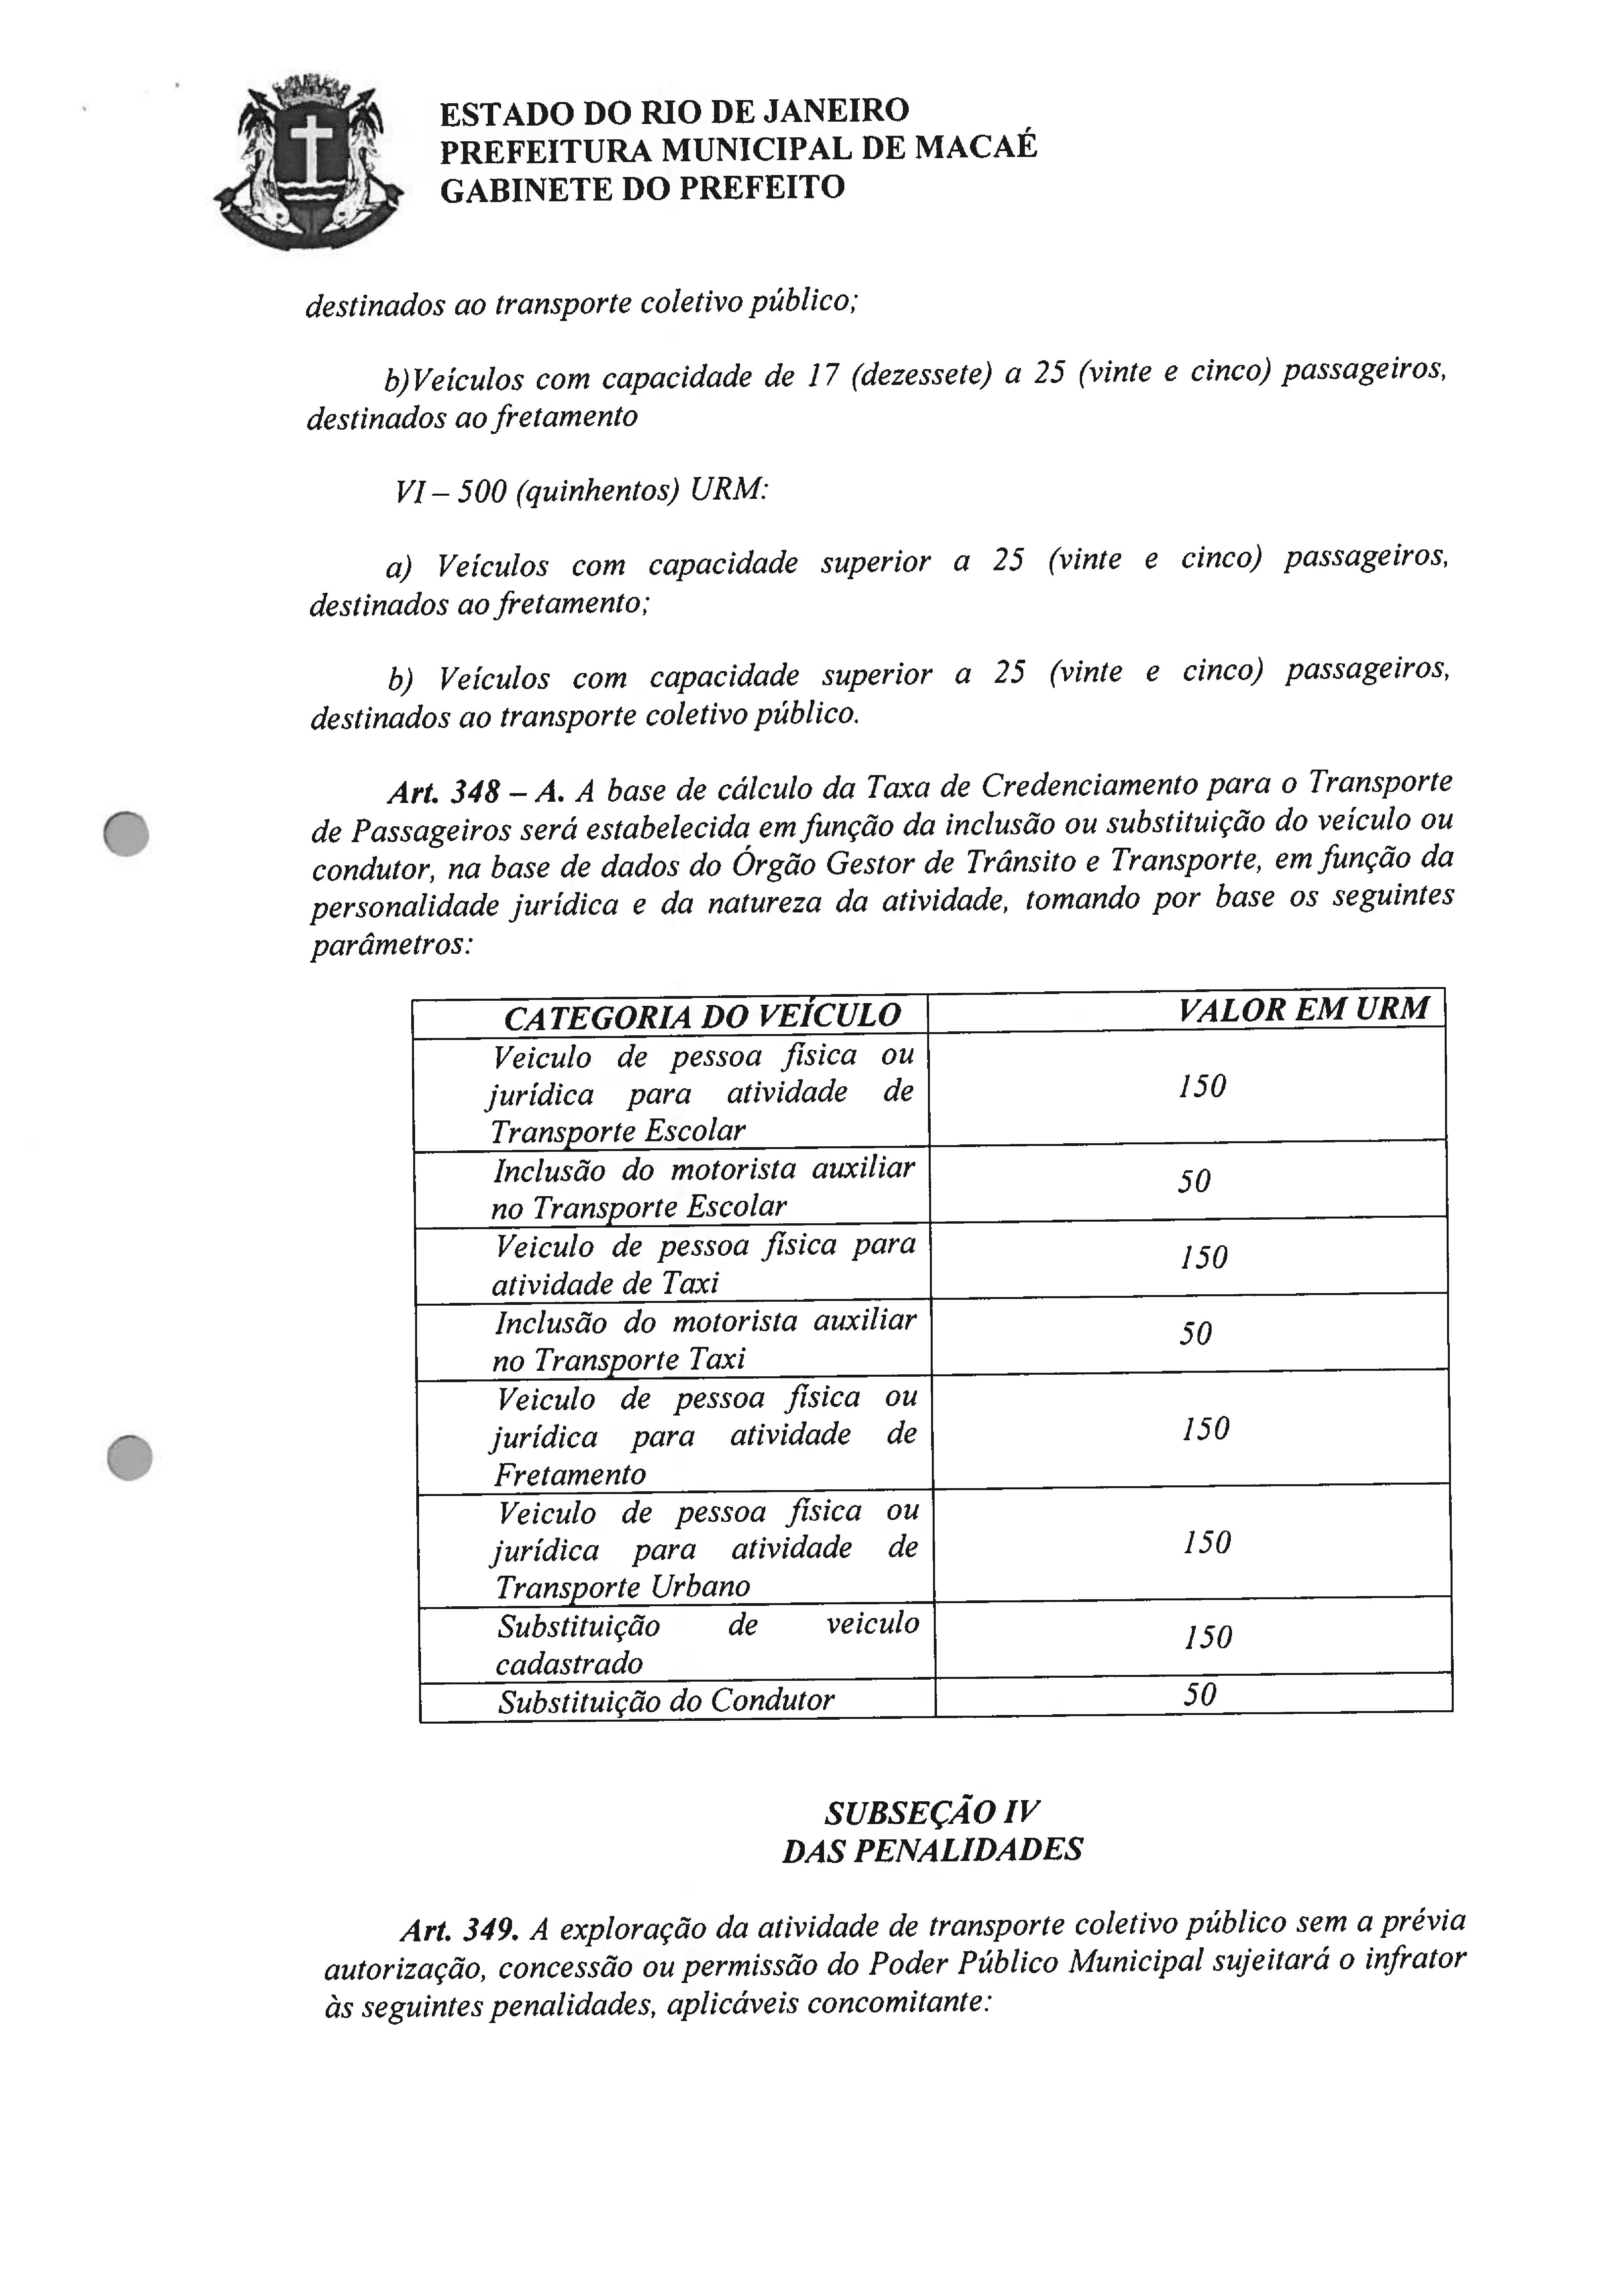 ESTADO DO RIO DE JANEIRO
PREFEITURA MUNICIPAL DE MACAÉ
GABINETE DO PREFEITO
destinados ao transporte coletivo público;
b)Veículos com capacidade de 17 (dezessete) a 25 (vinte e cinco) passageiros,
destinados ao fretamento
VI – 500 (quinhentos) URM:
a) Veículos com capacidade superior a 25 (vinte e cinco) passageiros,
destinados ao fretamento;
b) Veículos com capacidade superior a 25 (vinte e cinco) passageiros,
destinados ao transporte coletivo público.
Art. 348 – A. A base de cálculo da Taxa de Credenciamento para o Transporte
de Passageiros será estabelecida em função da inclusão ou substituição do veículo ou
condutor, na base de dados do Órgão Gestor de Trânsito e Transporte, em função da
personalidade jurídica e da natureza da atividade, tomando por base os seguintes
parâmetros:
CATEGORIA DO VEÍCULO VALOR EM URM
Veiculo de pessoa física ou
jurídica para atividade de
Transporte Escolar
150
Inclusão do motorista auxiliar
no Transporte Escolar
50
Veiculo de pessoa física para
atividade de Taxi
150
Inclusão do motorista auxiliar
no Transporte Taxi
50
Veiculo de pessoa física ou
jurídica para atividade de
Fretamento
150
Veiculo de pessoa física ou
jurídica para atividade de
Transporte Urbano
150
Substituição de veiculo
cadastrado
150
Substituição do Condutor 50
SUBSEÇÃO IV
DAS PENALIDADES
Art. 349. A exploração da atividade de transporte coletivo público sem a prévia
autorização, concessão ou permissão do Poder Público Municipal sujeitará o infrator
às seguintes penalidades, aplicáveis concomitante: